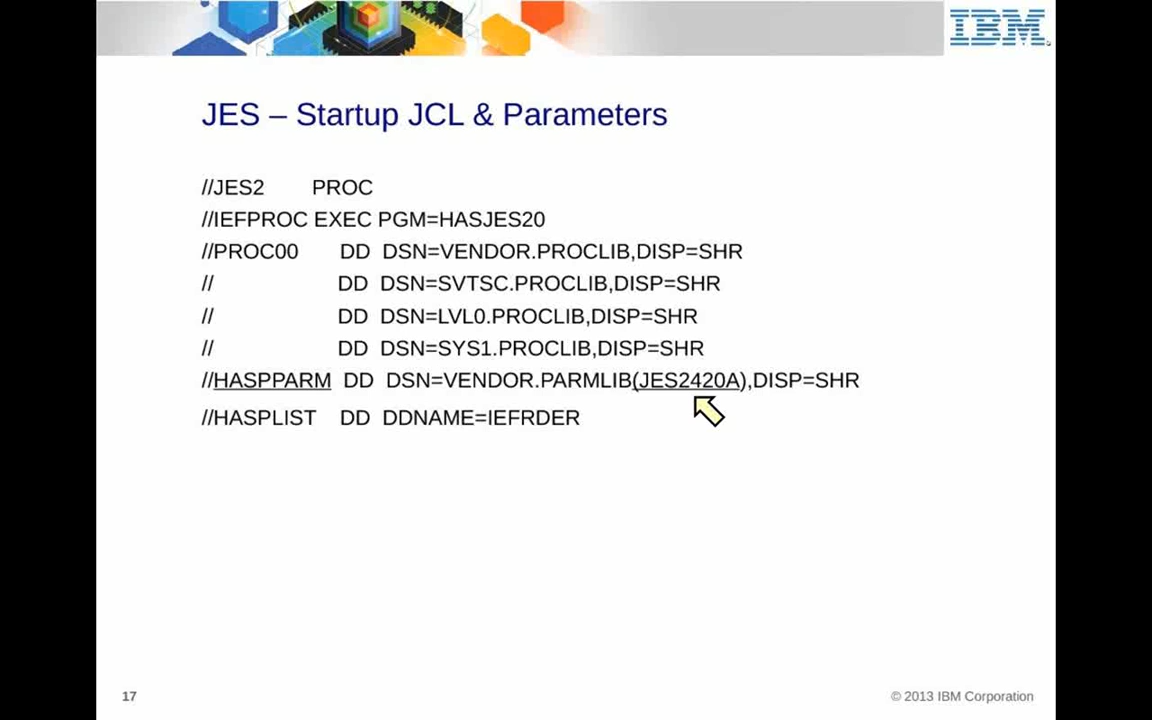 IBM
JES – Startup JCL & Parameters
//JES2 PROC
//IEFPROC EXEC PGM=HASJES20
//PROC00 DD DSN=VENDOR.PROCLIB,DISP=SHR
// DD DSN=SVTSC.PROCLIB,DISP=SHR
// DD DSN=LVL0.PROCLIB,DISP=SHR
// DD DSN=SYS1.PROCLIB,DISP=SHR
//HASPPARM DD DSN=VENDOR.PARMLIB(JES2420A),DISP=SHR
//HASPLIST DD DDNAME=IEFRDER
17
© 2013 IBM Corporation